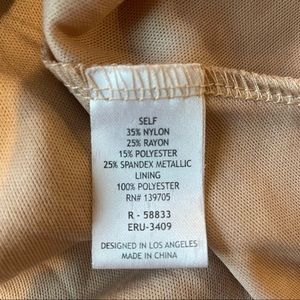 SELF
35% NYLON
25% RAYON
15% POLYESTER
25% SPANDEX METALLIC
LINING
100% POLYESTER
RN# 139705
R - 58833
ERU-3409
DESIGNED IN LOS ANGELES
MADE IN CHINA